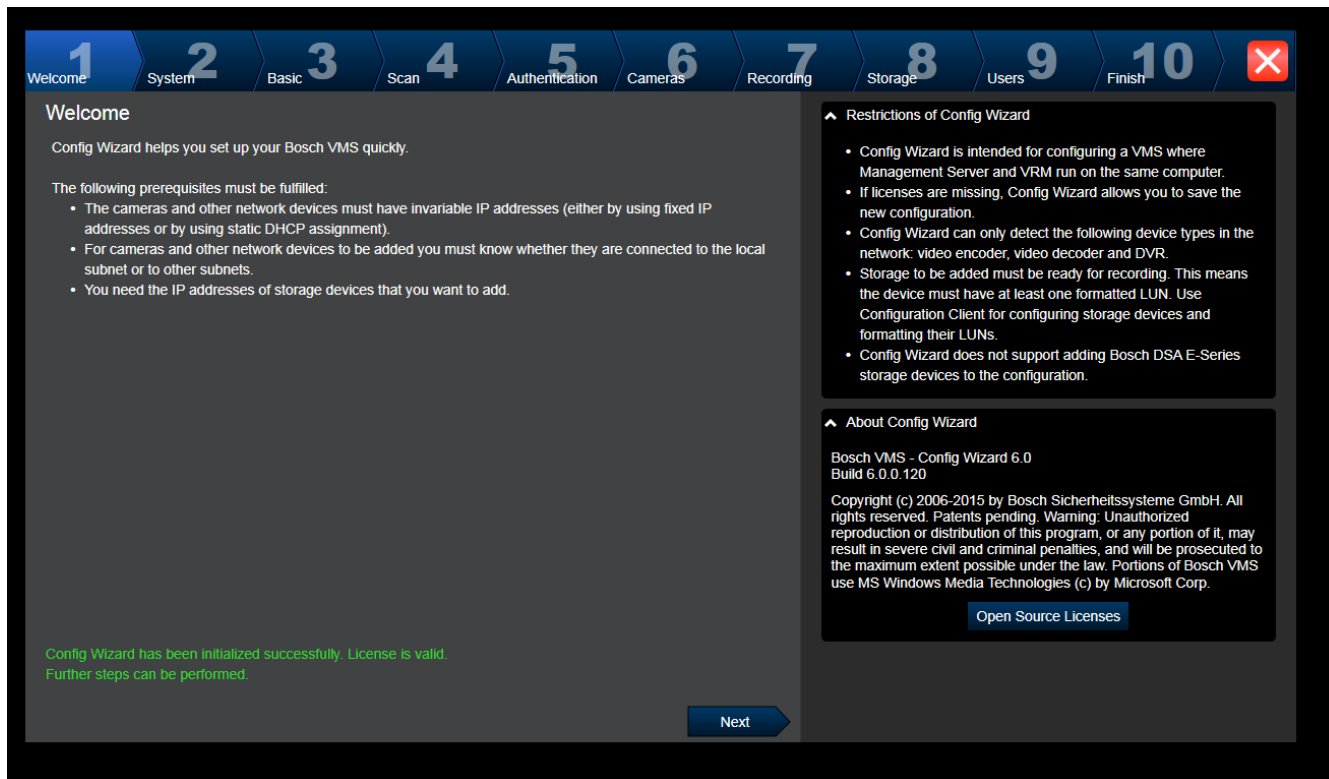 1 Welcome
2 System
3 Basic
4 Scan
5 Authentication
6 Cameras
7 Recording
8 Storage
9 Users
10 Finish
Welcome
Config Wizard helps you set up your Bosch VMS quickly.
The following prerequisites must be fulfilled:
• The cameras and other network devices must have invariable IP addresses (either by using fixed IP
addresses or by using static DHCP assignment).
• For cameras and other network devices to be added you must know whether they are connected to the local
subnet or to other subnets.
• You need the IP addresses of storage devices that you want to add.
Config Wizard has been initialized successfully. License is valid.
Further steps can be performed.
Next
Restrictions of Config Wizard
• Config Wizard is intended for configuring a VMS where
Management Server and VRM run on the same computer.
• If licenses are missing, Config Wizard allows you to save the
new configuration.
• Config Wizard can only detect the following device types in the
network: video encoder, video decoder and DVR.
• Storage to be added must be ready for recording. This means
the device must have at least one formatted LUN. Use
Configuration Client for configuring storage devices and
formatting their LUNs.
• Config Wizard does not support adding Bosch DSA E-Series
storage devices to the configuration.
About Config Wizard
Bosch VMS - Config Wizard 6.0
Build 6.0.0.120
Copyright (c) 2006-2015 by Bosch Sicherheitssysteme GmbH. All
rights reserved. Patents pending. Warning: Unauthorized
reproduction or distribution of this program, or any portion of it, may
result in severe civil and criminal penalties, and will be prosecuted to
the maximum extent possible under the law. Portions of Bosch VMS
use MS Windows Media Technologies (c) by Microsoft Corp.
Open Source Licenses